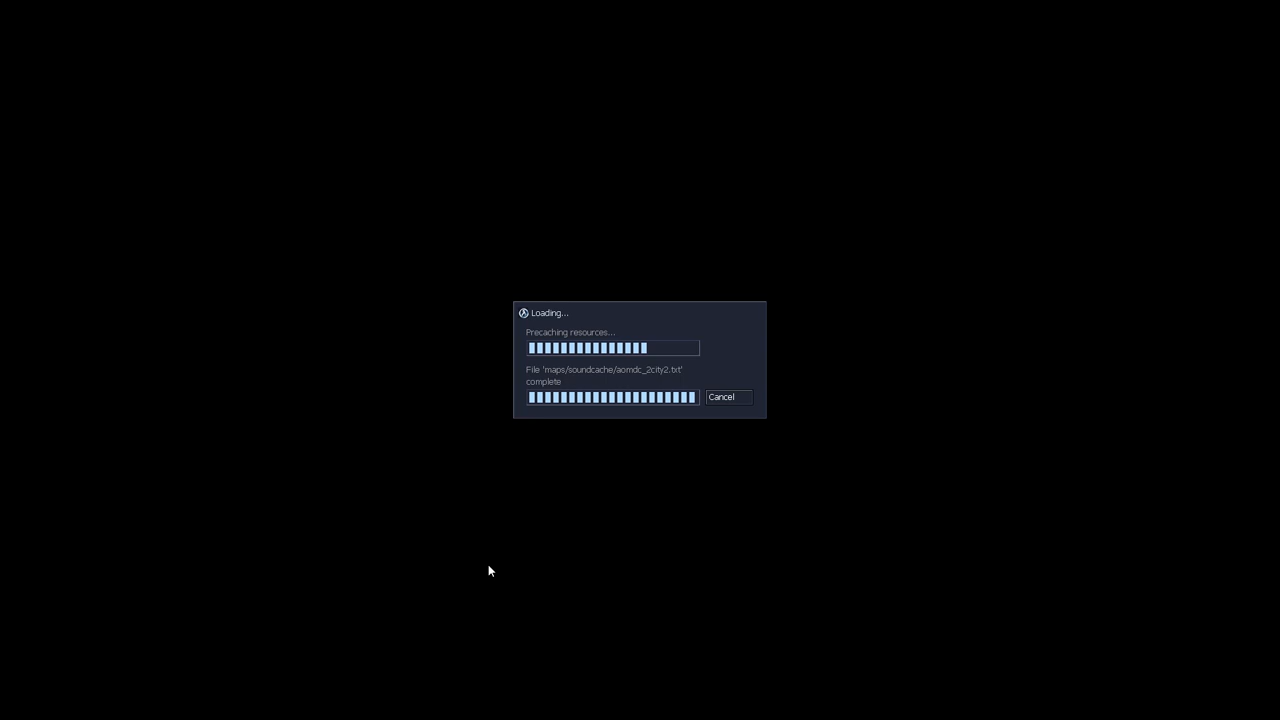 Loading...
Precaching resources...
File 'maps/soundcache/aomdc_2city2.txt'
complete
Cancel